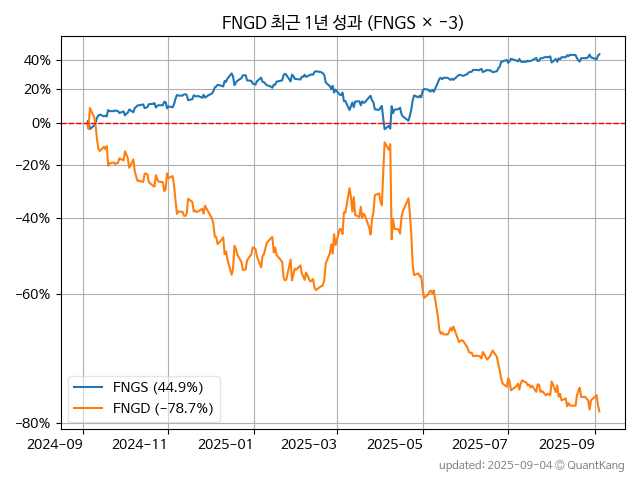 FNGD 최근 1년 성과 (FNGS × −3)
40%
20%
0%
−20%
−40%
−60%
−80%
FNGS (44.9%)
FNGD (−78.7%)
2024-09 2024-11 2025-01 2025-03 2025-05 2025-07 2025-09
updated: 2025-09-04 © QuantKang